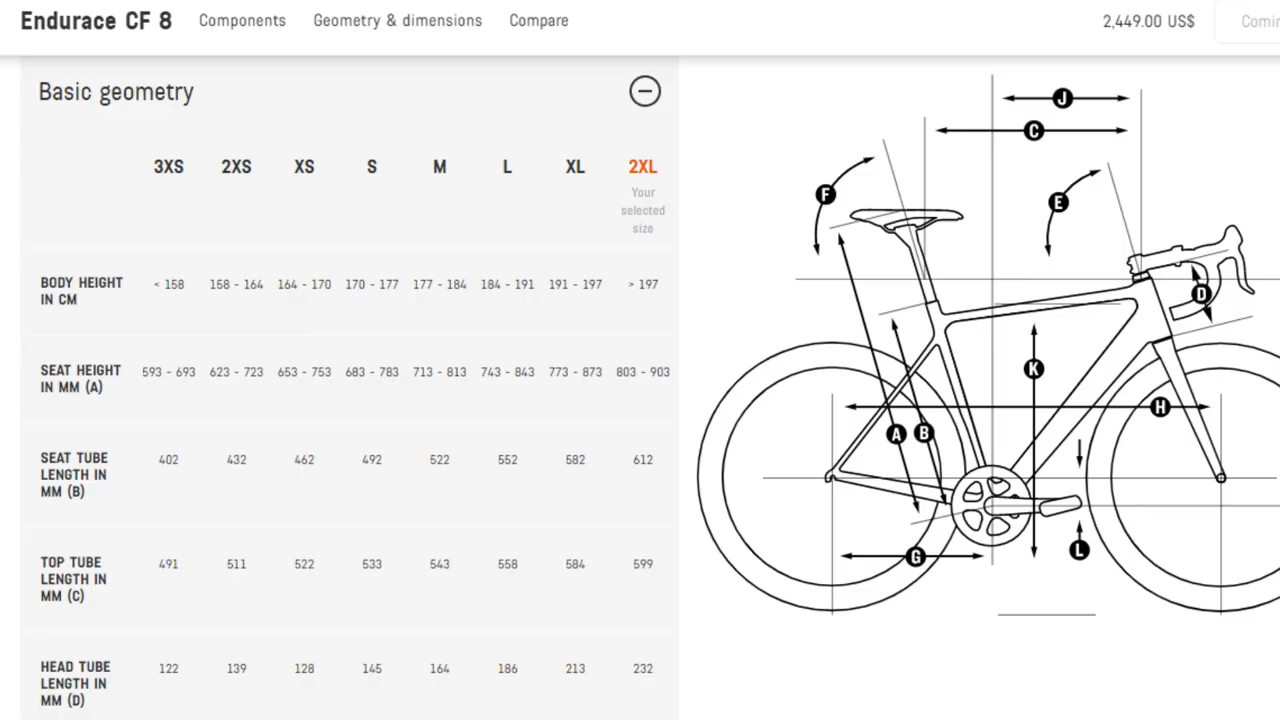 Endurace CF 8 Components Geometry & dimensions Compare 2,449.00 US$ Comin
Basic geometry
3XS 2XS XS S M L XL 2XL
Your
selected
size
BODY HEIGHT
IN CM
< 158 158 - 164 164 - 170 170 - 177 177 - 184 184 - 191 191 - 197 > 197
SEAT HEIGHT
IN MM (A)
593 - 693 623 - 723 653 - 753 683 - 783 713 - 813 743 - 843 773 - 873 803 - 903
SEAT TUBE
LENGTH IN
MM (B)
402 432 462 492 522 552 582 612
TOP TUBE
LENGTH IN
MM (C)
491 511 522 533 543 558 584 599
HEAD TUBE
LENGTH IN
MM (D)
122 139 128 145 164 186 213 232
J
C
F
E
D
K
H
A B
G
L